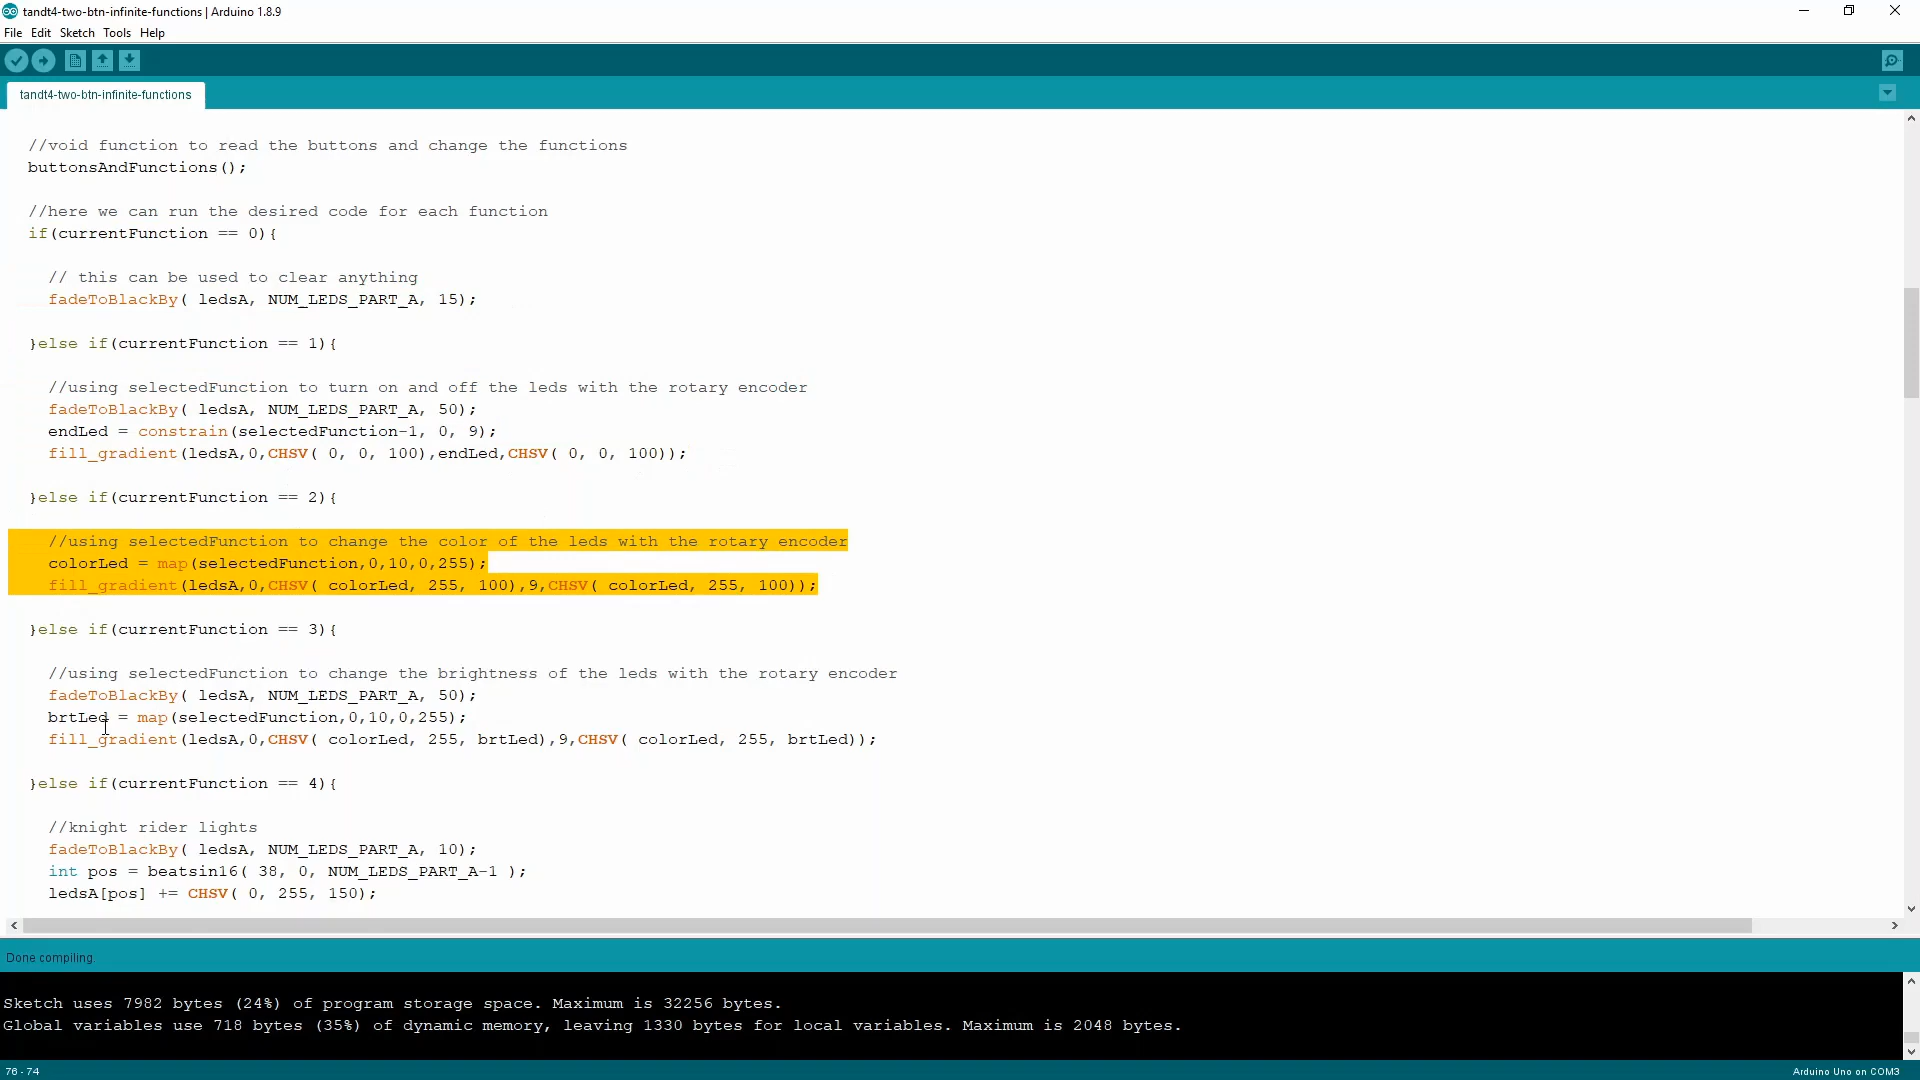 tandt4-two-btn-infinite-functions | Arduino 1.8.9
File Edit Sketch Tools Help
tandt4-two-btn-infinite-functions
//void function to read the buttons and change the functions
buttonsAndFunctions();
//here we can run the desired code for each function
if(currentFunction == 0){
// this can be used to clear anything
fadeToBlackBy( ledsA, NUM_LEDS_PART_A, 15);
}else if(currentFunction == 1){
//using selectedFunction to turn on and off the leds with the rotary encoder
fadeToBlackBy( ledsA, NUM_LEDS_PART_A, 50);
endLed = constrain(selectedFunction-1, 0, 9);
fill_gradient(ledsA,0,CHSV( 0, 0, 100),endLed,CHSV( 0, 0, 100));
}else if(currentFunction == 2){
//using selectedFunction to change the color of the leds with the rotary encoder
colorLed = map(selectedFunction,0,10,0,255);
fill_gradient(ledsA,0,CHSV( colorLed, 255, 100),9,CHSV( colorLed, 255, 100));
}else if(currentFunction == 3){
//using selectedFunction to change the brightness of the leds with the rotary encoder
fadeToBlackBy( ledsA, NUM_LEDS_PART_A, 50);
brtLed = map(selectedFunction,0,10,0,255);
fill_gradient(ledsA,0,CHSV( colorLed, 255, brtLed),9,CHSV( colorLed, 255, brtLed));
}else if(currentFunction == 4){
//knight rider lights
fadeToBlackBy( ledsA, NUM_LEDS_PART_A, 10);
int pos = beatsin16( 38, 0, NUM_LEDS_PART_A-1 );
ledsA[pos] += CHSV( 0, 255, 150);
Done compiling.
Sketch uses 7982 bytes (24%) of program storage space. Maximum is 32256 bytes.
Global variables use 718 bytes (35%) of dynamic memory, leaving 1330 bytes for local variables. Maximum is 2048 bytes.
76 - 74
Arduino Uno on COM3